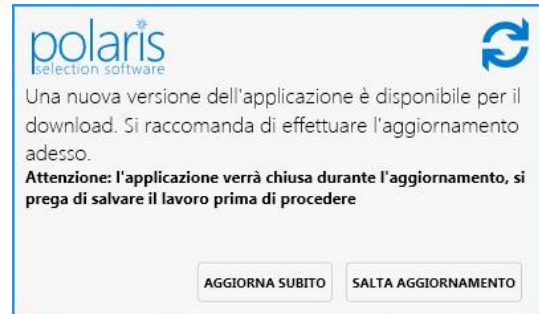 polaris
selection software
Una nuova versione dell'applicazione è disponibile per il
download. Si raccomanda di effettuare l'aggiornamento
adesso.
Attenzione: l'applicazione verrà chiusa durante l'aggiornamento, si
prega di salvare il lavoro prima di procedere
AGGIORNA SUBITO SALTA AGGIORNAMENTO